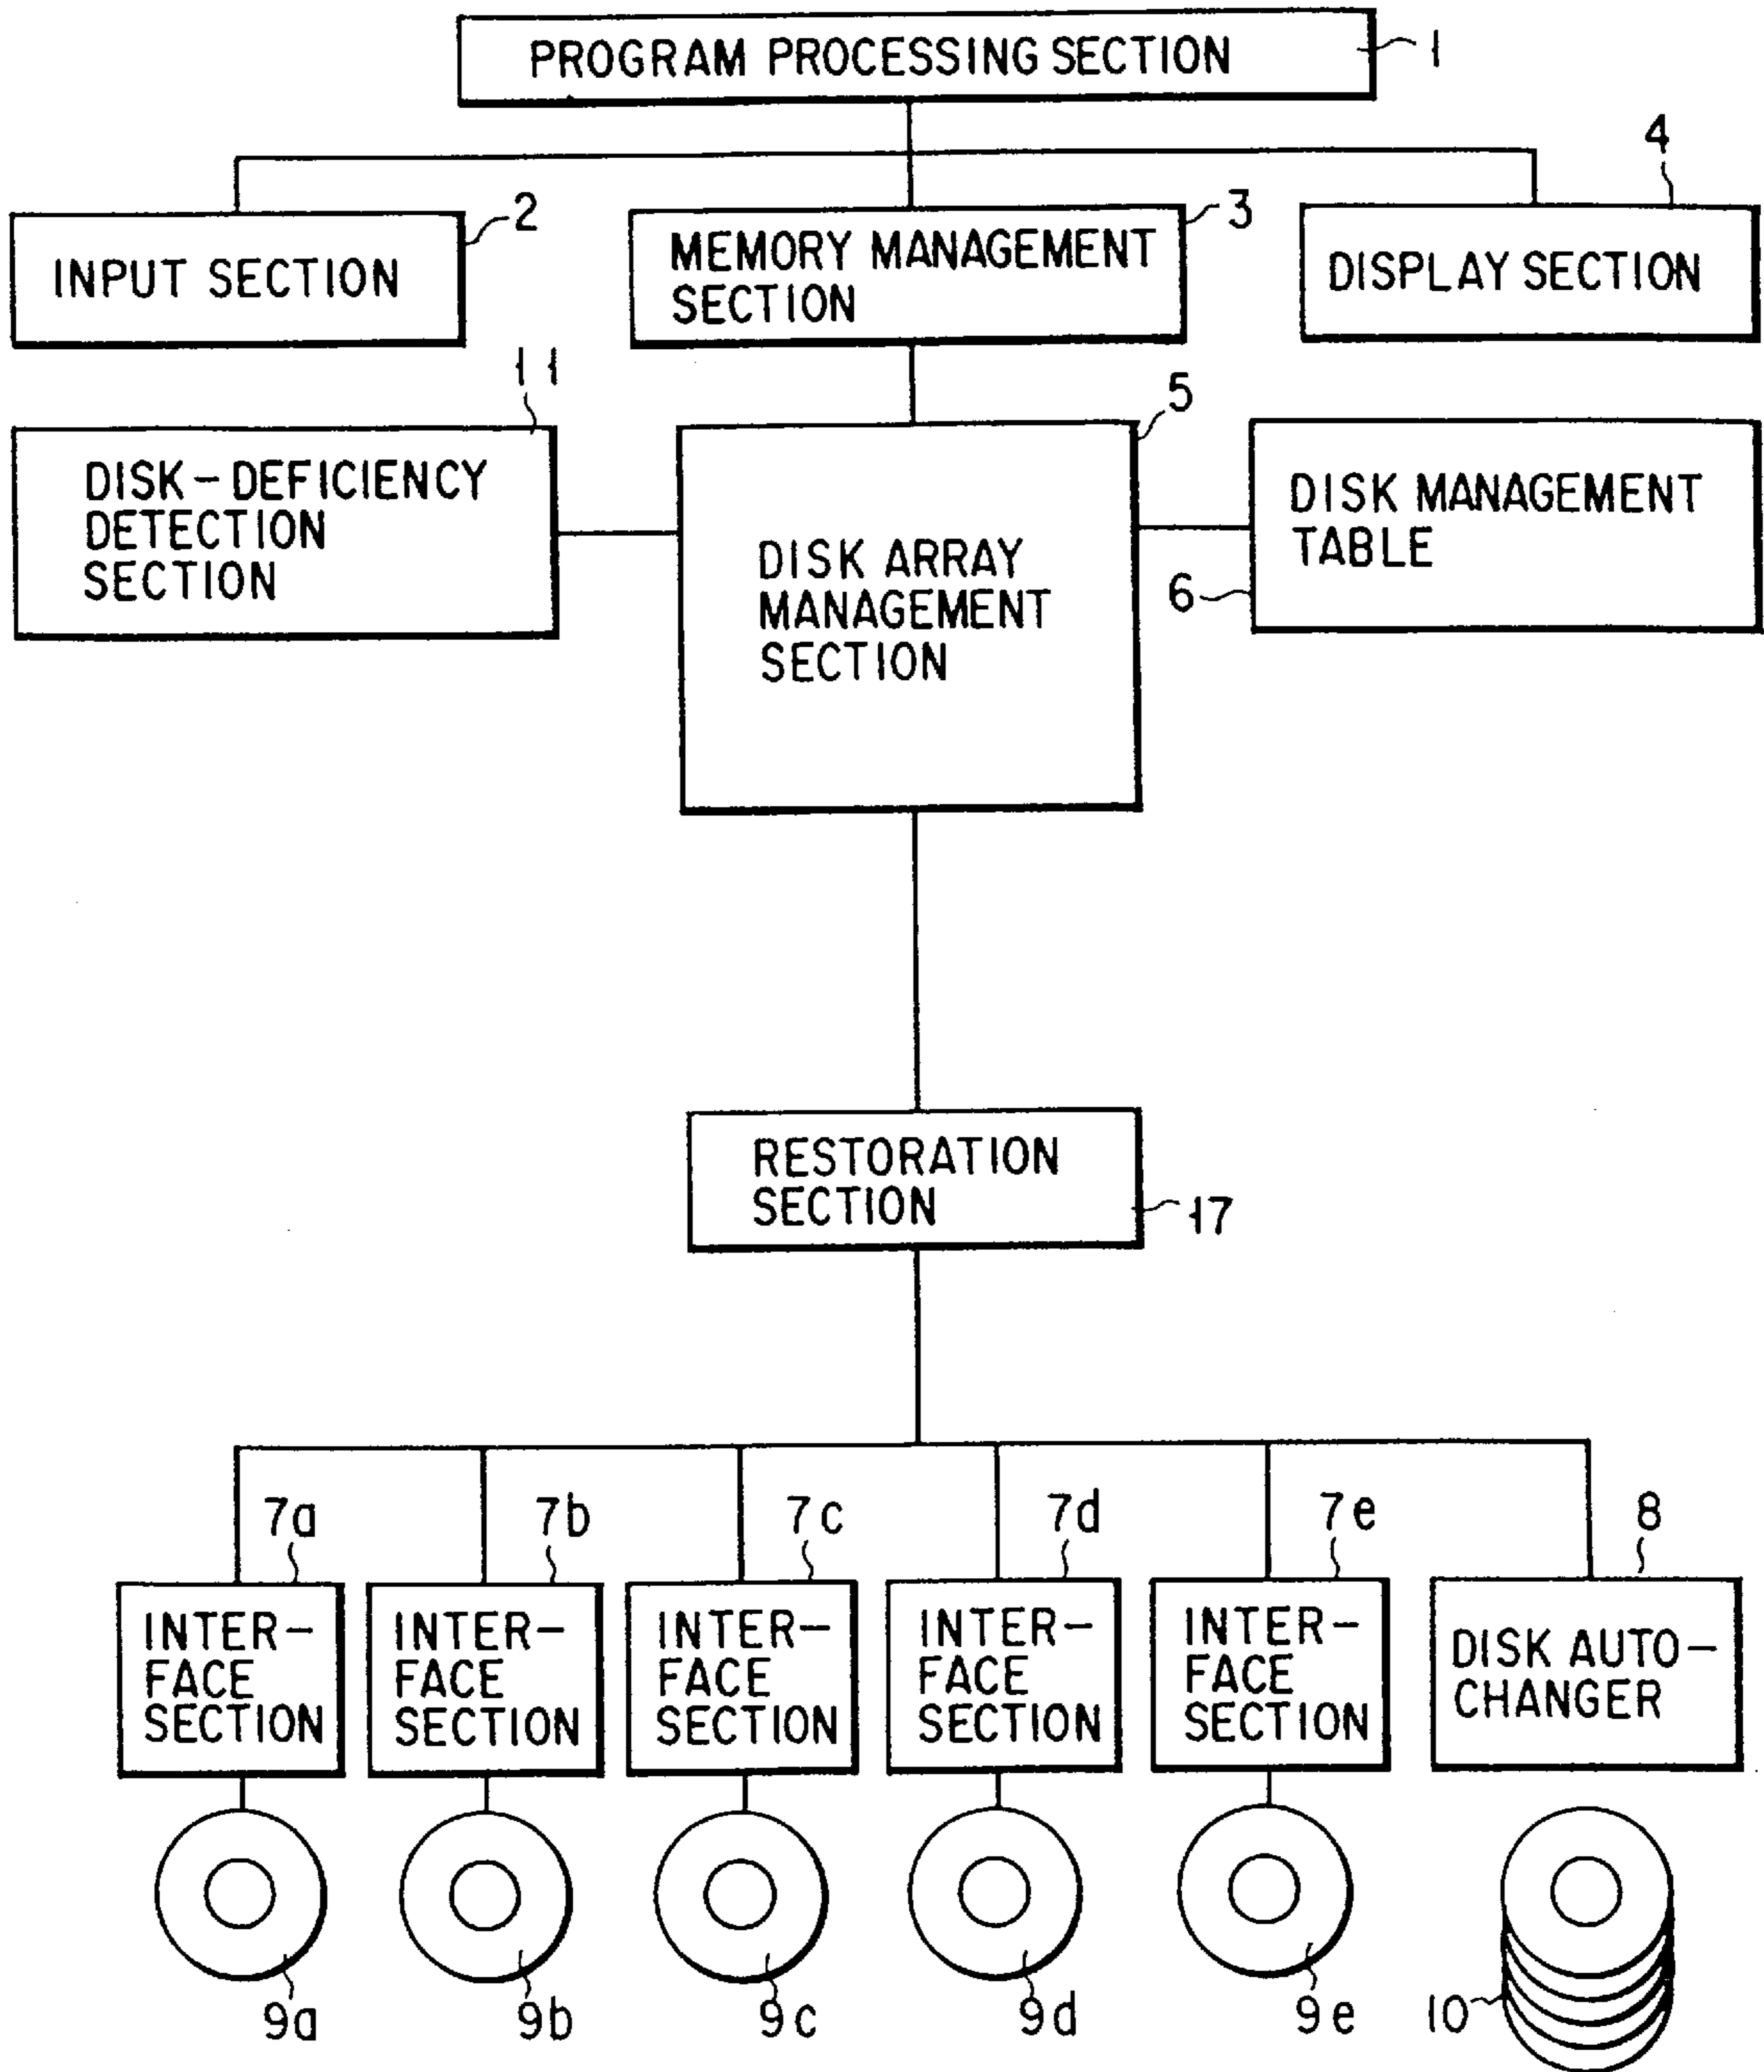 PROGRAM PROCESSING SECTION
1
4
2
3
INPUT SECTION
MEMORY MANAGEMENT
SECTION
DISPLAY SECTION
11
5
DISK-DEFICIENCY
DETECTION
SECTION
DISK ARRAY
MANAGEMENT
SECTION
DISK MANAGEMENT
TABLE
6
RESTORATION
SECTION
17
7a
7b
7c
7d
7e
8
INTER-
FACE
SECTION
INTER-
FACE
SECTION
INTER-
FACE
SECTION
INTER-
FACE
SECTION
INTER-
FACE
SECTION
DISK AUTO-
CHANGER
9a
9b
9c
9d
9e
10